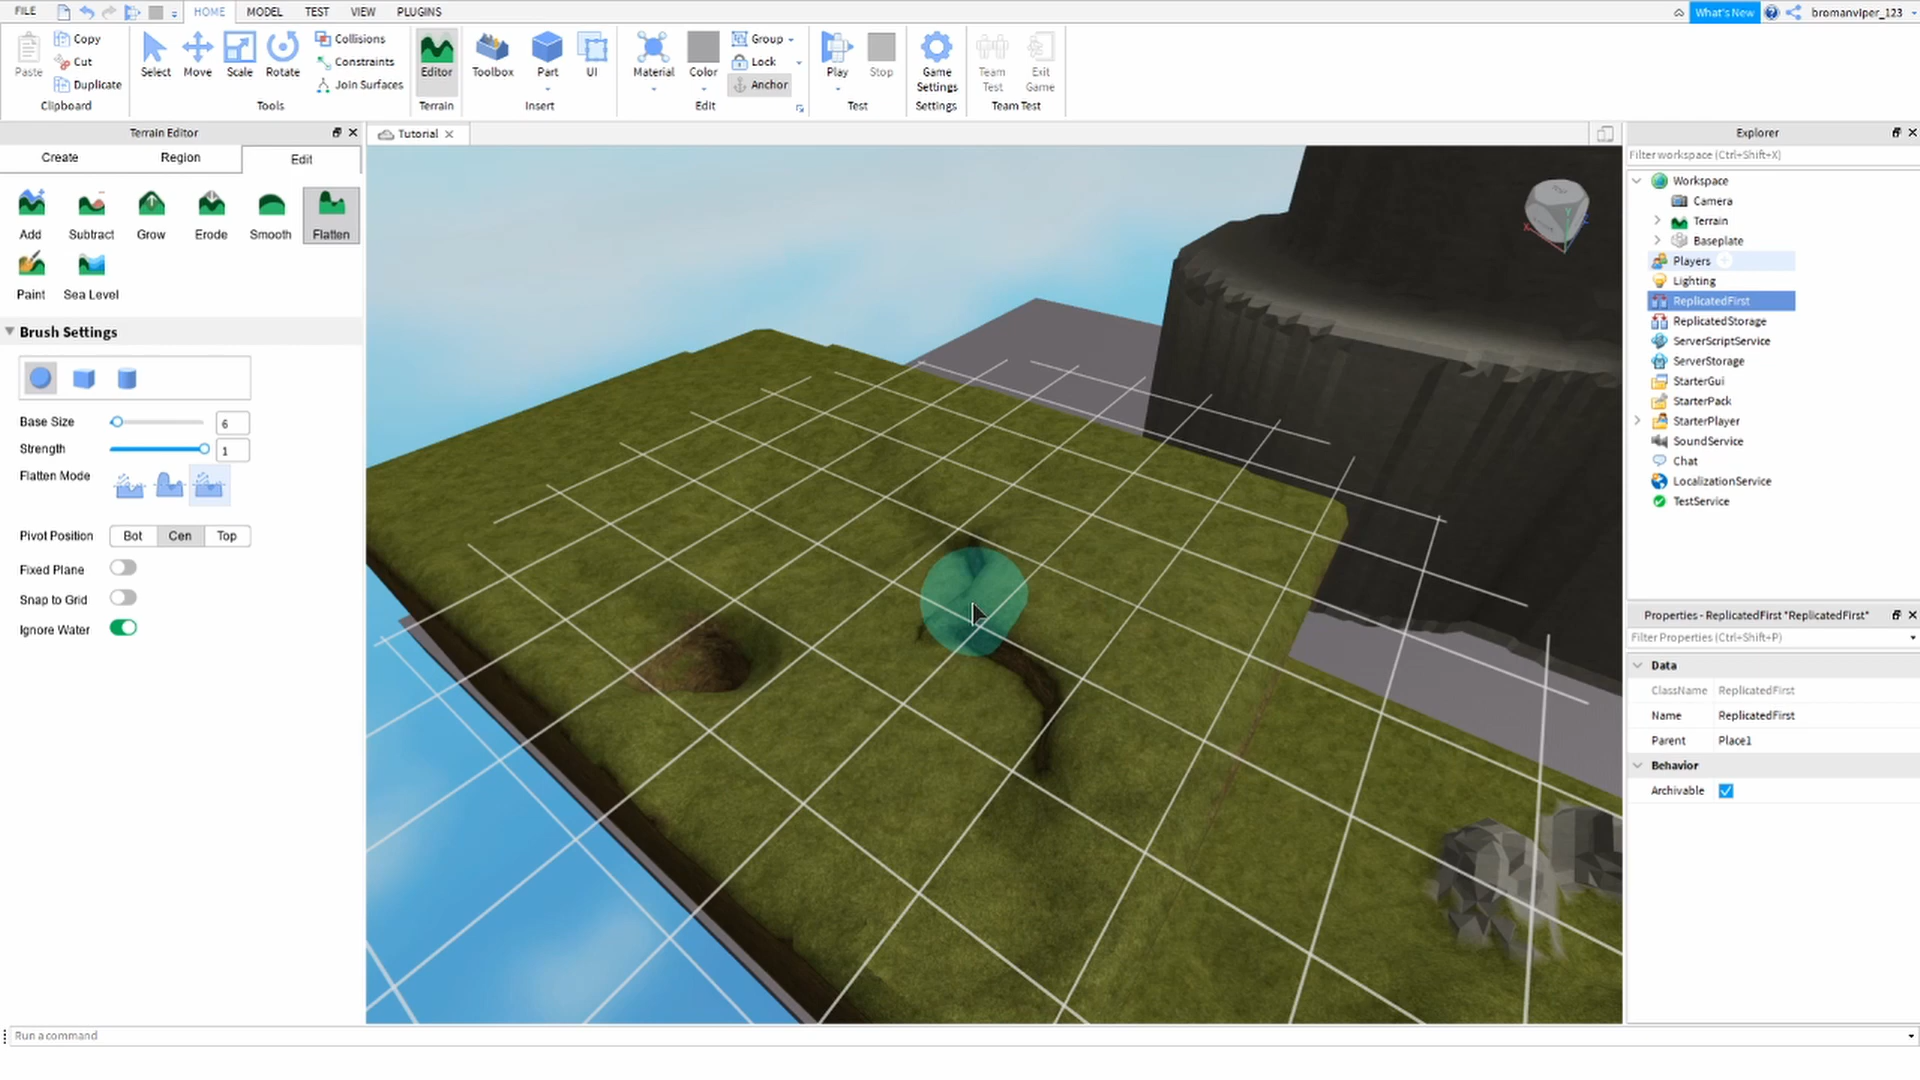 FILE HOME MODEL TEST VIEW PLUGINS What's New bromanviper_123
Paste Copy Cut Duplicate Clipboard
Select Move Scale Rotate Collisions Constraints Join Surfaces Tools
Editor Terrain
Toolbox Part UI Insert
Material Color Group Lock Anchor Edit
Play Stop Test
Game Settings Settings
Team Test Exit Game Team Test
Terrain Editor
Create Region Edit
Add Subtract Grow Erode Smooth Flatten
Paint Sea Level
Brush Settings
Base Size 6
Strength 1
Flatten Mode
Pivot Position Bot Cen Top
Fixed Plane
Snap to Grid
Ignore Water
Tutorial
Explorer
Filter workspace (Ctrl+Shift+X)
Workspace
Camera
Terrain
Baseplate
Players
Lighting
ReplicatedFirst
ReplicatedStorage
ServerScriptService
ServerStorage
StarterGui
StarterPack
StarterPlayer
SoundService
Chat
LocalizationService
TestService
Properties - ReplicatedFirst "ReplicatedFirst"
Filter Properties (Ctrl+Shift+P)
Data
ClassName ReplicatedFirst
Name ReplicatedFirst
Parent Place1
Behavior
Archivable
Run a command